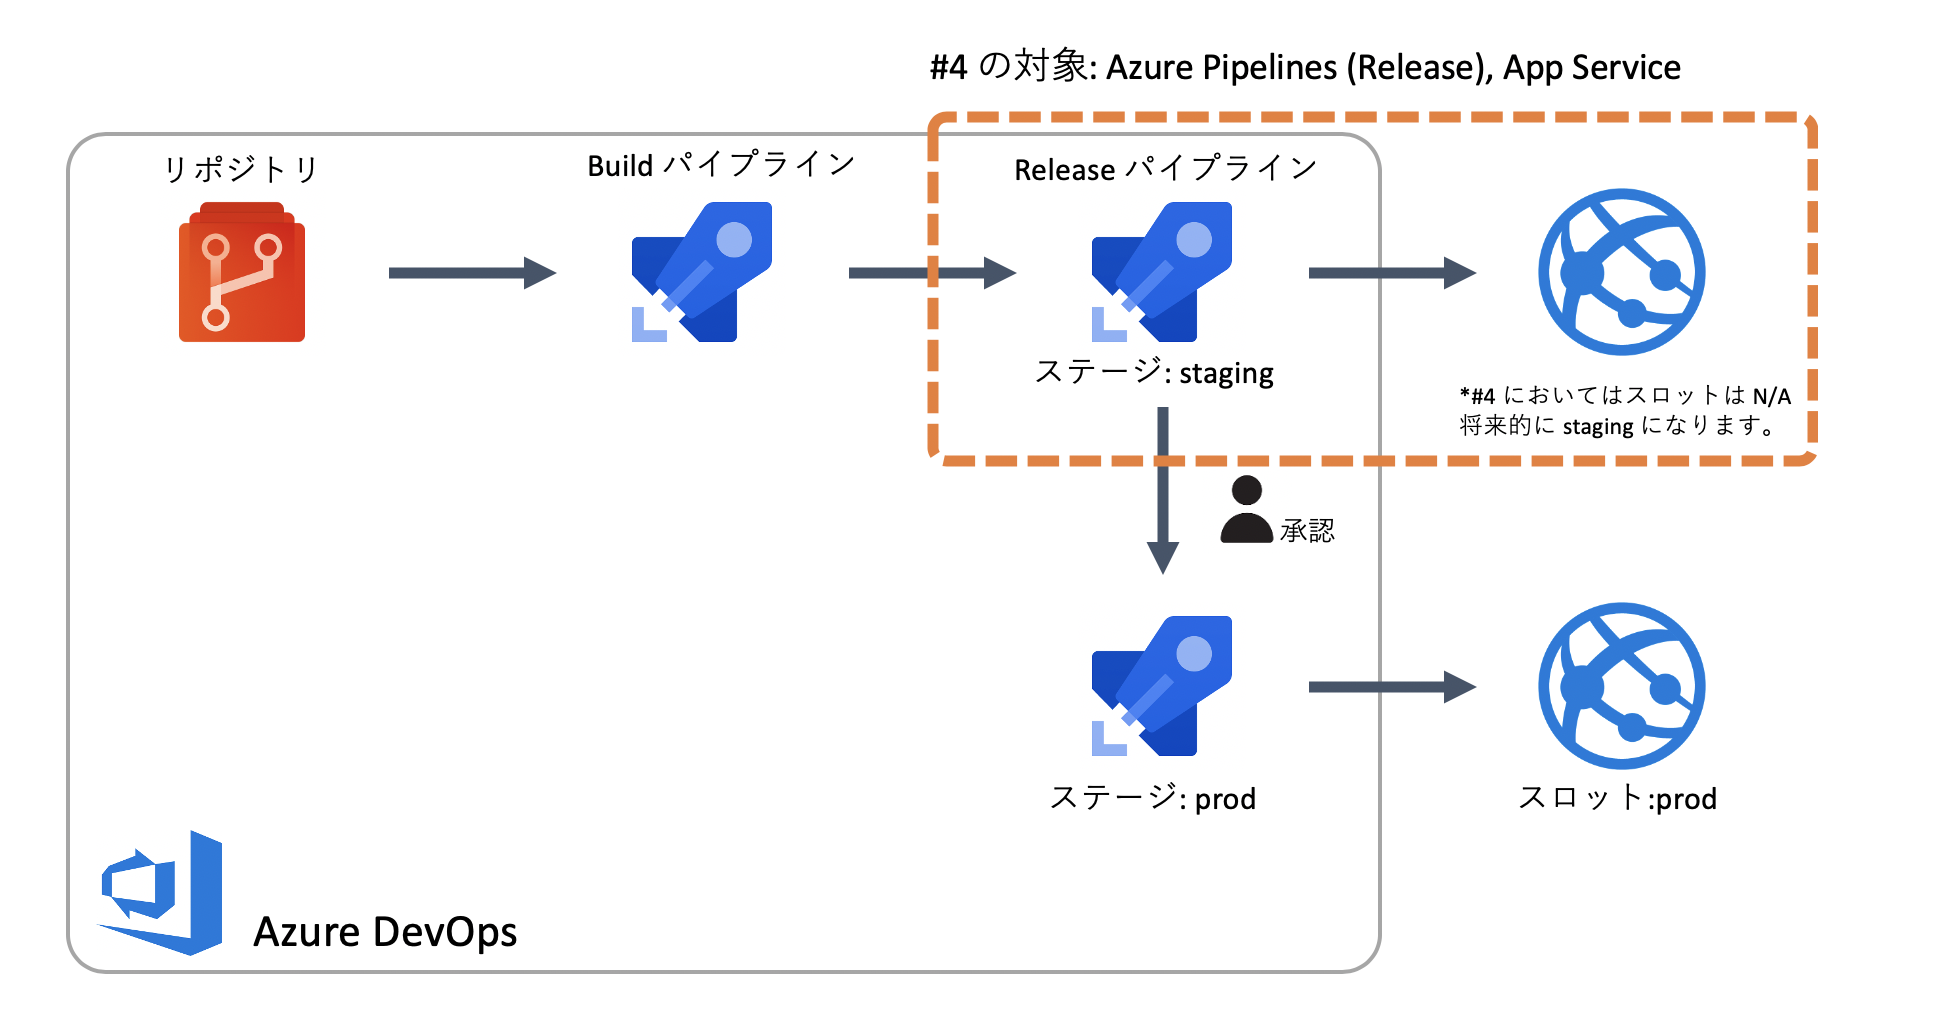 #4 の対象: Azure Pipelines (Release), App Service
リポジトリ
Build パイプライン
Release パイプライン
ステージ: staging
*#4 においてはスロットは N/A
将来的に staging になります。
承認
ステージ: prod
スロット:prod
Azure DevOps